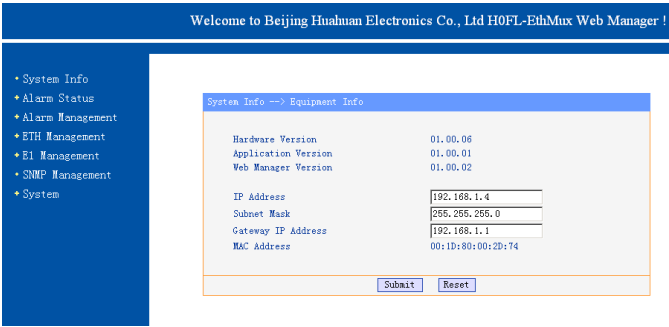 Welcome to Beijing Huahuan Electronics Co., Ltd H0FL-EthMux Web Manager !
System Info
Alarm Status
Alarm Management
ETH Management
E1 Management
SNMP Management
System
System Info --> Equipment Info
Hardware Version 01.00.06
Application Version 01.00.01
Web Manager Version 01.00.02
IP Address 192.168.1.4
Subnet Mask 255.255.255.0
Gateway IP Address 192.168.1.1
MAC Address 00:1D:80:00:2D:74
Submit Reset